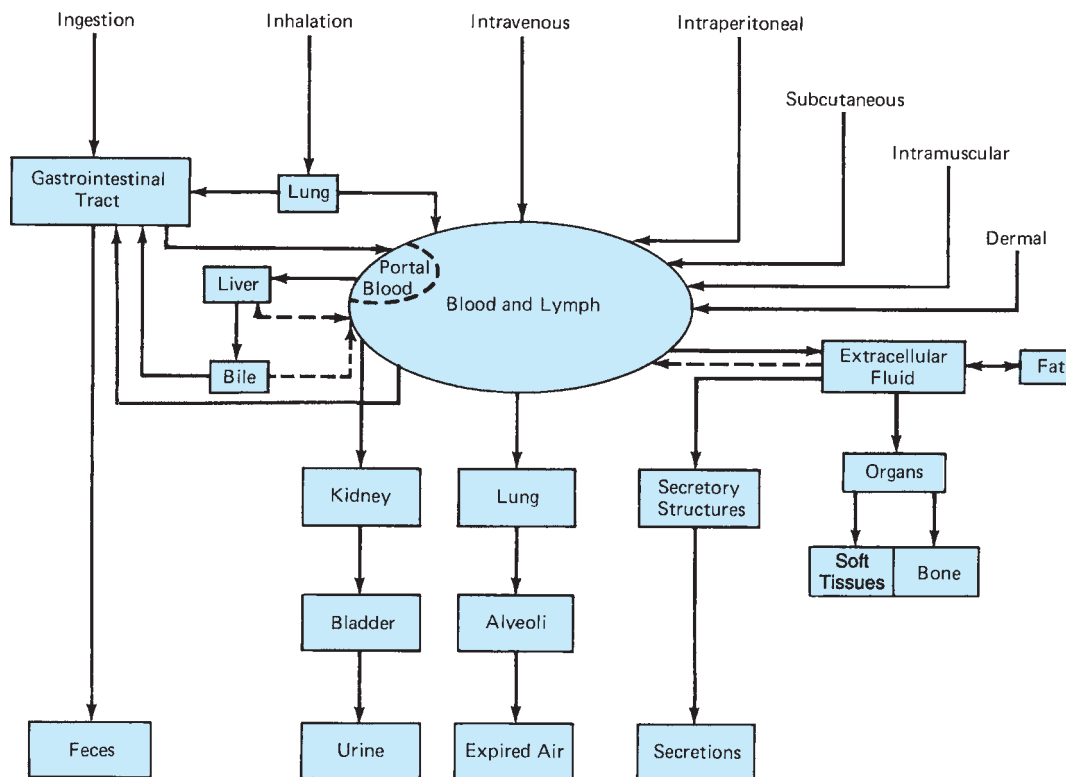 Ingestion
Inhalation
Intravenous
Intraperitoneal
Subcutaneous
Intramuscular
Dermal
Gastrointestinal
Tract
Lung
Portal
Blood
Liver
Blood and Lymph
Bile
Extracellular
Fluid
Fat
Organs
Kidney
Lung
Secretory
Structures
Soft
Tissues
Bone
Bladder
Alveoli
Feces
Urine
Expired Air
Secretions